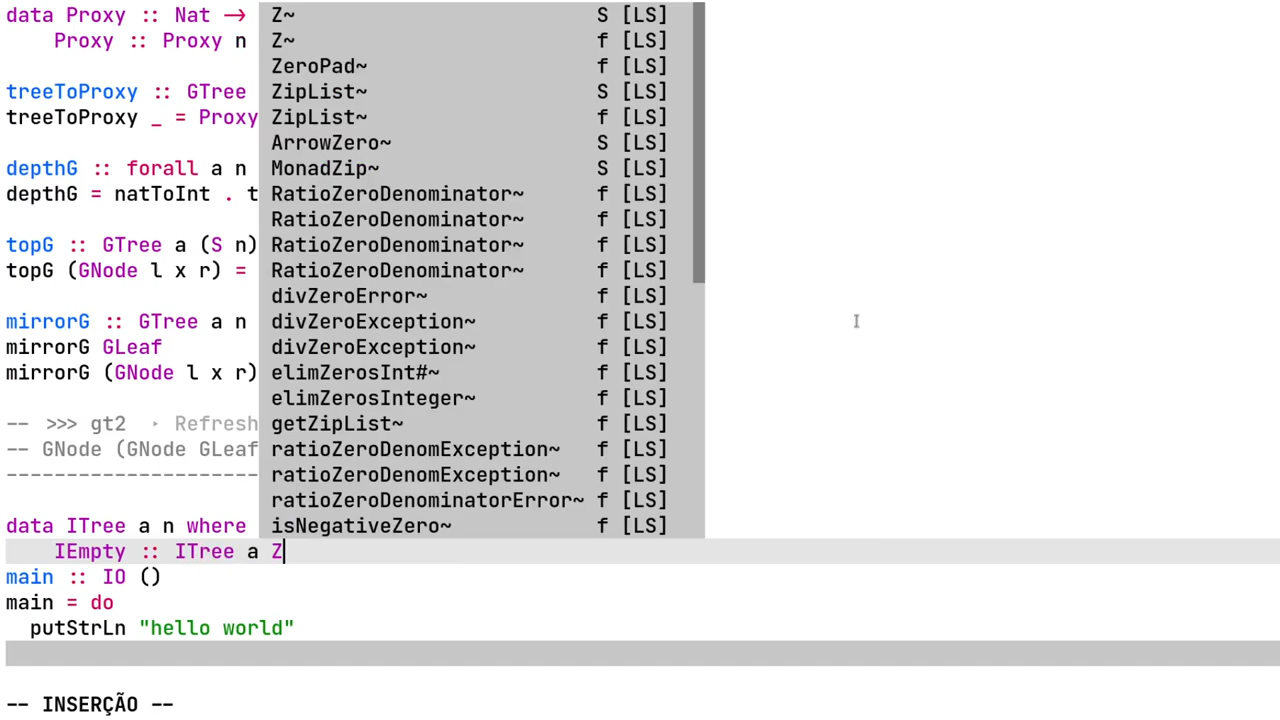 data Proxy :: Nat → Z~ S [LS]
Proxy :: Proxy n Z~ f [LS]
ZeroPad~ f [LS]
treeToProxy :: GTree ZipList~ S [LS]
treeToProxy _ = Proxy ZipList~ f [LS]
ArrowZero~ S [LS]
depthG :: forall a n MonadZip~ S [LS]
depthG = natToInt . t RatioZeroDenominator~ f [LS]
RatioZeroDenominator~ f [LS]
topG :: GTree a (S n) RatioZeroDenominator~ f [LS]
topG (GNode l x r) = RatioZeroDenominator~ f [LS]
divZeroError~ f [LS]
mirrorG :: GTree a n divZeroException~ f [LS]
mirrorG GLeaf divZeroException~ f [LS]
mirrorG (GNode l x r) elimZerosInt#~ f [LS]
elimZerosInteger~ f [LS]
-- >>> gt2 ‣ Refresh getZipList~ f [LS]
-- GNode (GNode GLeaf ratioZeroDenomException~ f [LS]
--------------------- ratioZeroDenomException~ f [LS]
ratioZeroDenominatorError~ f [LS]
data ITree a n where isNegativeZero~ f [LS]
IEmpty :: ITree a Z
main :: IO ()
main = do
putStrLn "hello world"
-- INSERÇÃO --